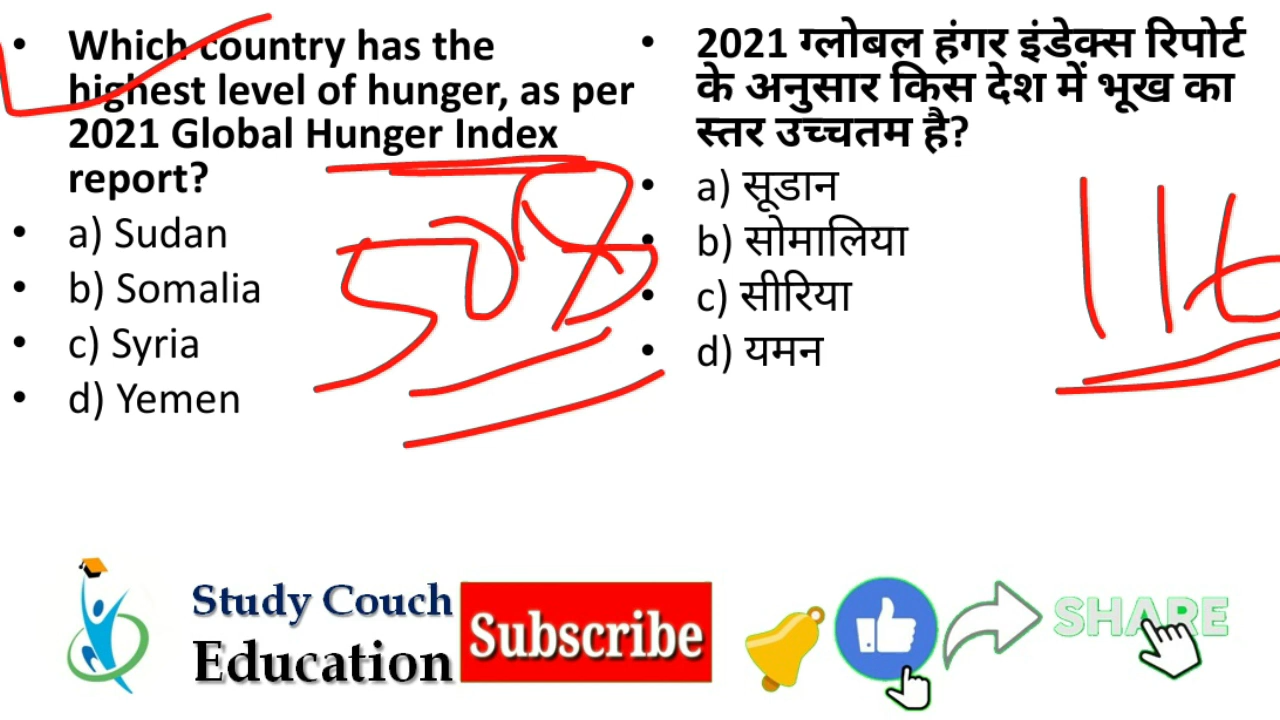 • Which country has the
highest level of hunger, as per
2021 Global Hunger Index
report?
• a) Sudan
• b) Somalia
• c) Syria
• d) Yemen
• 2021 ग्लोबल हंगर इंडेक्स रिपोर्ट
के अनुसार किस देश में भूख का
स्तर उच्चतम है?
• a) सूडान
• b) सोमालिया
• c) सीरिया
• d) यमन
116
Study Couch
Education
Subscribe
SHARE